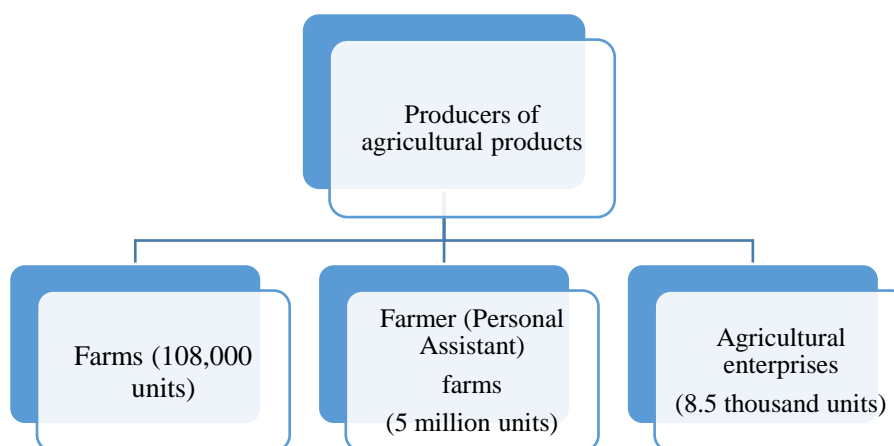 Producers of
agricultural products
Farms (108,000
units)
Farmer (Personal
Assistant)
farms
(5 million units)
Agricultural
enterprises
(8.5 thousand units)